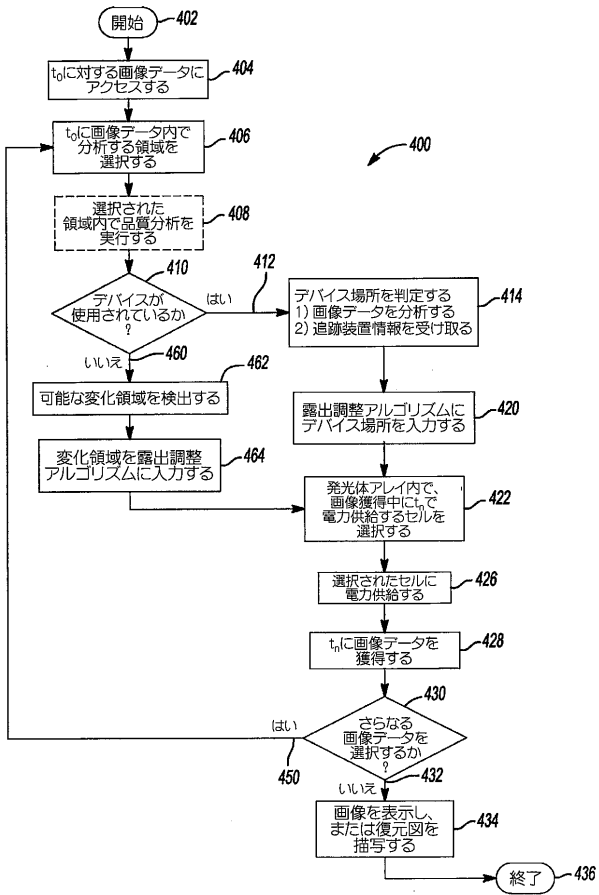 開始
402
t₀に対する画像データに
アクセスする
404
t₀に画像データ内で
分析する領域を
選択する
406
400
選択された
領域内で品質分析を
実行する
408
410
デバイスが
使用されているか
?
はい
412
デバイス場所を判定する
1) 画像データを分析する
2) 追跡装置情報を受け取る
414
いいえ
460
可能な変化領域を検出する
462
変化領域を露出調整
アルゴリズムに入力する
464
露出調整アルゴリズムに
デバイス場所を入力する
420
発光体アレイ内で、
画像獲得中にtₙで
電力供給するセルを
選択する
422
選択されたセルに
電力供給する
426
tₙに画像データを
獲得する
428
430
さらなる
画像データを
選択するか
?
はい
450
432
いいえ
画像を表示し、
または復元図を
描写する
434
終了
436